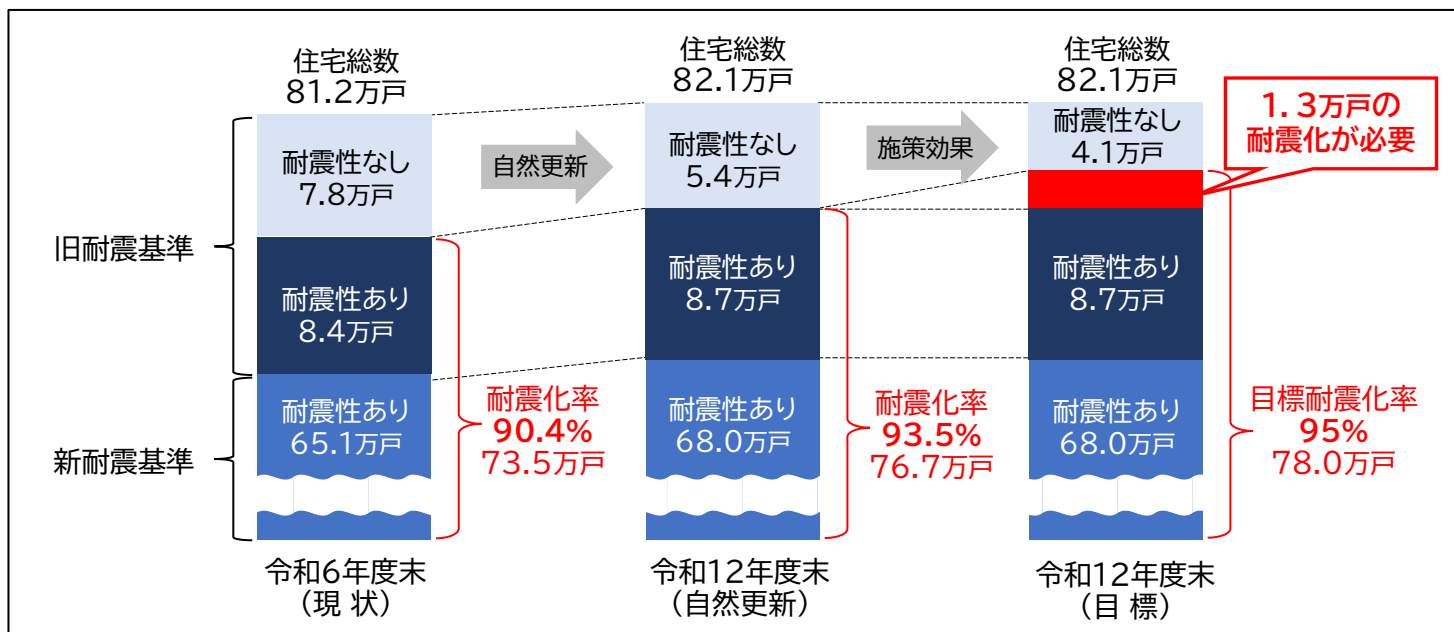 住宅総数
81.2万戸
耐震性なし
7.8万戸
耐震性あり
8.4万戸
耐震性あり
65.1万戸
旧耐震基準
新耐震基準
耐震化率
90.4%
73.5万戸
令和6年度末
(現 状)
自然更新
住宅総数
82.1万戸
耐震性なし
5.4万戸
耐震性あり
8.7万戸
耐震性あり
68.0万戸
耐震化率
93.5%
76.7万戸
令和12年度末
(自然更新)
施策効果
住宅総数
82.1万戸
耐震性なし
4.1万戸
1.3万戸の
耐震化が必要
耐震性あり
8.7万戸
耐震性あり
68.0万戸
目標耐震化率
95%
78.0万戸
令和12年度末
(目 標)